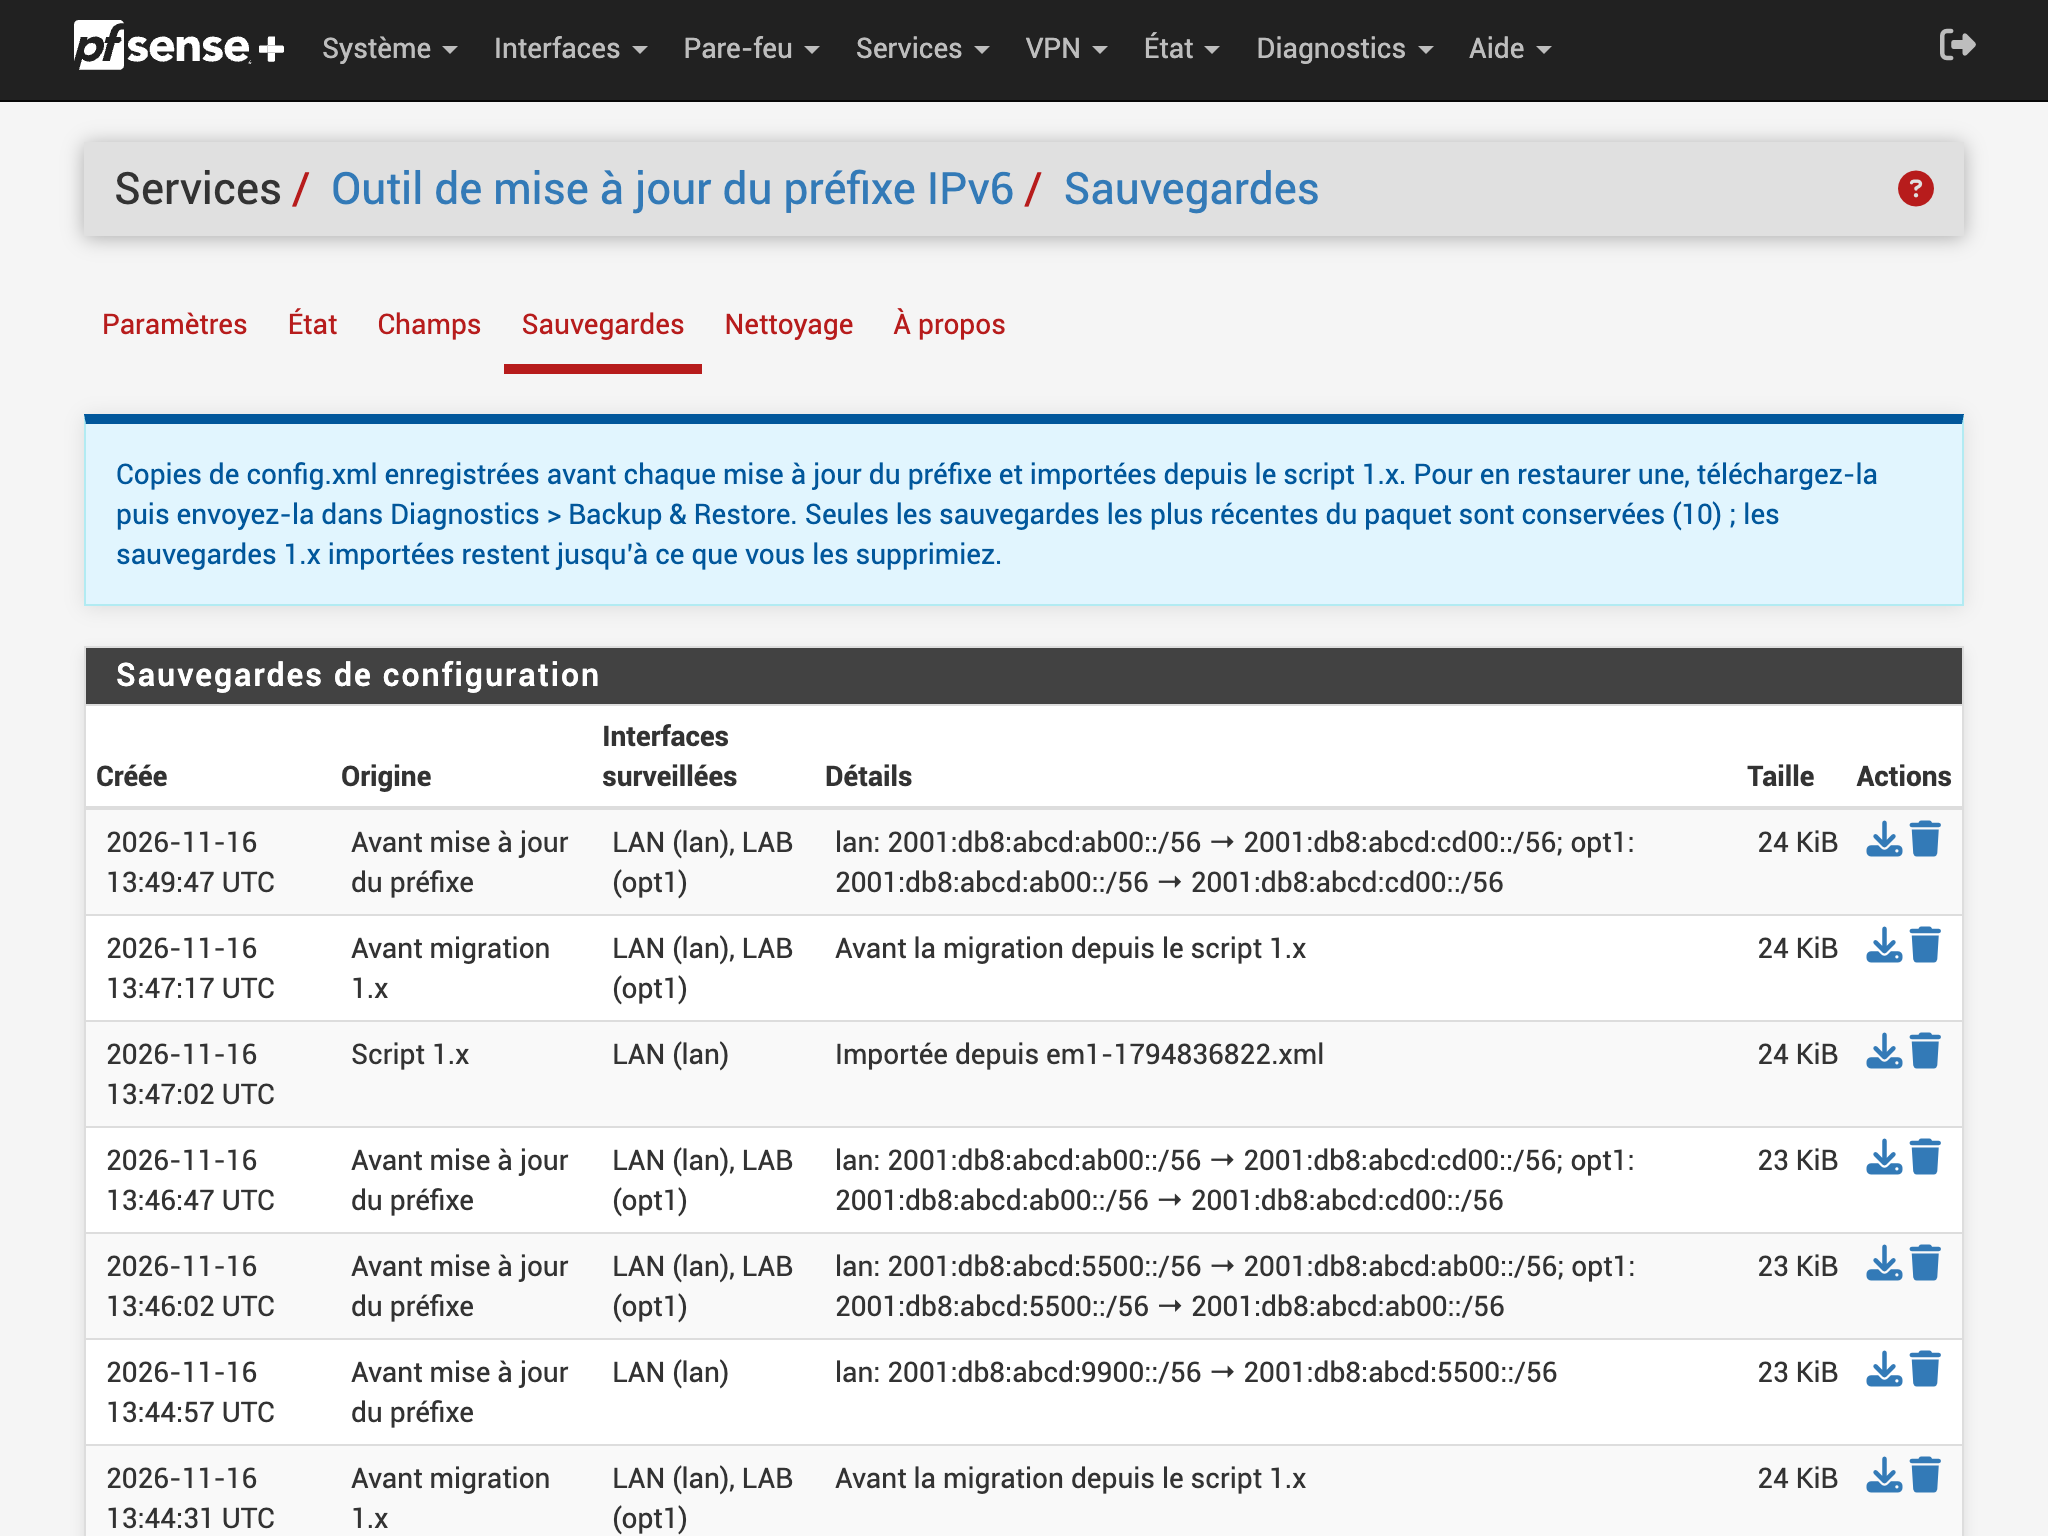 pfsense+ Système Interfaces Pare-feu Services VPN État Diagnostics Aide
Services / Outil de mise à jour du préfixe IPv6 / Sauvegardes
Paramètres État Champs Sauvegardes Nettoyage À propos
Copies de config.xml enregistrées avant chaque mise à jour du préfixe et importées depuis le script 1.x. Pour en restaurer une, téléchargez-la
puis envoyez-la dans Diagnostics > Backup & Restore. Seules les sauvegardes les plus récentes du paquet sont conservées (10) ; les
sauvegardes 1.x importées restent jusqu'à ce que vous les supprimiez.
Sauvegardes de configuration
Interfaces
Créée Origine surveillées Détails Taille Actions
2026-11-16 Avant mise à jour LAN (lan), LAB lan: 2001:db8:abcd:ab00::/56 → 2001:db8:abcd:cd00::/56; opt1: 24 KiB
13:49:47 UTC du préfixe (opt1) 2001:db8:abcd:ab00::/56 → 2001:db8:abcd:cd00::/56
2026-11-16 Avant migration LAN (lan), LAB Avant la migration depuis le script 1.x 24 KiB
13:47:17 UTC 1.x (opt1)
2026-11-16 Script 1.x LAN (lan) Importée depuis em1-1794836822.xml 24 KiB
13:47:02 UTC
2026-11-16 Avant mise à jour LAN (lan), LAB lan: 2001:db8:abcd:ab00::/56 → 2001:db8:abcd:cd00::/56; opt1: 23 KiB
13:46:47 UTC du préfixe (opt1) 2001:db8:abcd:ab00::/56 → 2001:db8:abcd:cd00::/56
2026-11-16 Avant mise à jour LAN (lan), LAB lan: 2001:db8:abcd:5500::/56 → 2001:db8:abcd:ab00::/56; opt1: 23 KiB
13:46:02 UTC du préfixe (opt1) 2001:db8:abcd:5500::/56 → 2001:db8:abcd:ab00::/56
2026-11-16 Avant mise à jour LAN (lan) lan: 2001:db8:abcd:9900::/56 → 2001:db8:abcd:5500::/56 23 KiB
13:44:57 UTC du préfixe
2026-11-16 Avant migration LAN (lan), LAB Avant la migration depuis le script 1.x 24 KiB
13:44:31 UTC 1.x (opt1)